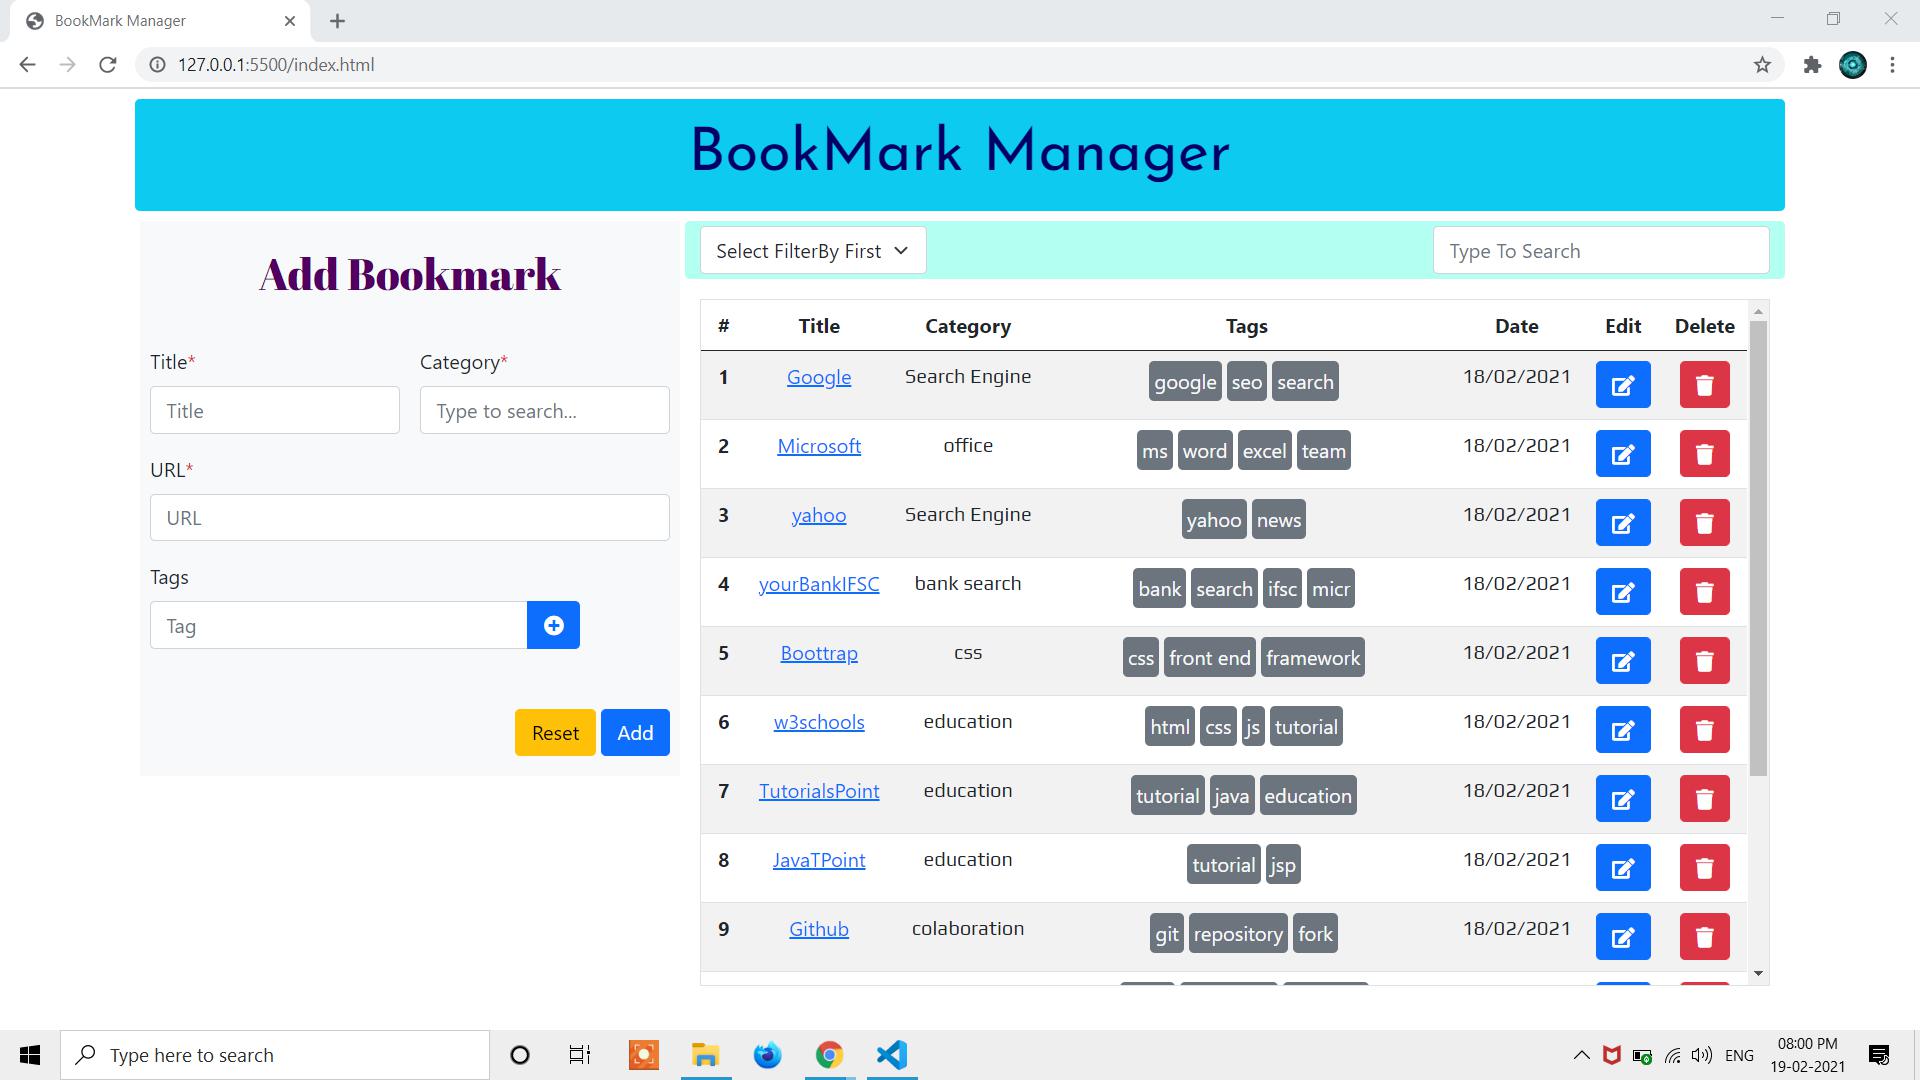 BookMark Manager
127.0.0.1:5500/index.html
BookMark Manager
Add Bookmark
Title*
Category*
Title
Type to search...
URL*
URL
Tags
Tag
Reset Add
Select FilterBy First
Type To Search
# Title Category Tags Date Edit Delete
1 Google Search Engine google seo search 18/02/2021
2 Microsoft office ms word excel team 18/02/2021
3 yahoo Search Engine yahoo news 18/02/2021
4 yourBankIFSC bank search bank search ifsc micr 18/02/2021
5 Boottrap css css front end framework 18/02/2021
6 w3schools education html css js tutorial 18/02/2021
7 TutorialsPoint education tutorial java education 18/02/2021
8 JavaTPoint education tutorial jsp 18/02/2021
9 Github colaboration git repository fork 18/02/2021
Type here to search
ENG
08:00 PM
19-02-2021